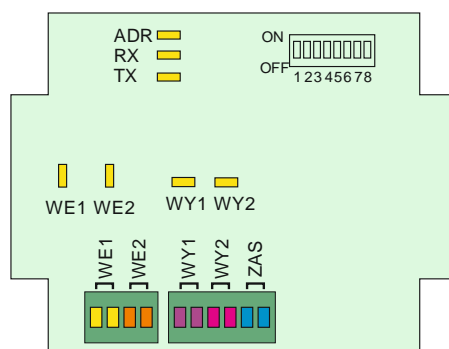 ADR
RX
TX
ON
OFF
12345678
WE1 WE2
WY1 WY2
WE1 WE2 WY1 WY2 ZAS